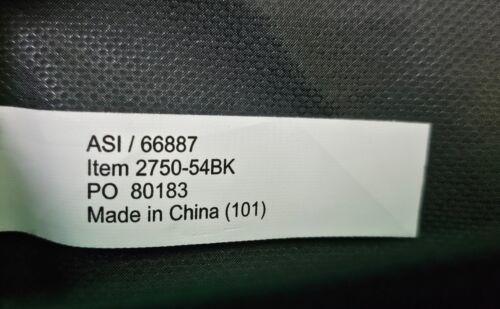 ASI / 66887
Item 2750-54BK
PO 80183
Made in China (101)